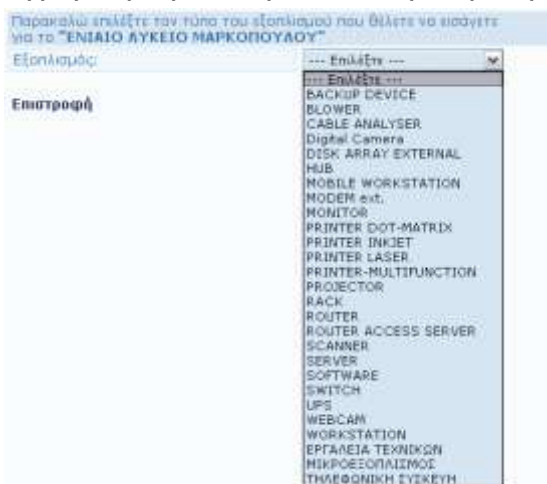 Παρακαλώ επιλέξτε τον τύπο του εξοπλισμού που θέλετε να εισάγετε
για το "ΕΝΙΑΙΟ ΛΥΚΕΙΟ ΜΑΡΚΟΠΟΥΛΟΥ"
Εξοπλισμός:
--- Επιλέξτε ---
--- Επιλέξτε ---
BACKUP DEVICE
BLOWER
CABLE ANALYSER
Digital Camera
DISK ARRAY EXTERNAL
HUB
MOBILE WORKSTATION
MODEM ext.
MONITOR
PRINTER DOT-MATRIX
PRINTER INKJET
PRINTER LASER
PRINTER-MULTIFUNCTION
PROJECTOR
RACK
ROUTER
ROUTER ACCESS SERVER
SCANNER
SERVER
SOFTWARE
SWITCH
UPS
WEBCAM
WORKSTATION
ΕΡΓΑΛΕΙΑ ΤΕΧΝΙΚΩΝ
ΜΙΚΡΟΕΞΟΠΛΙΣΜΟΣ
ΤΗΛΕΦΩΝΙΚΗ ΣΥΣΚΕΥΗ
Επιστροφή